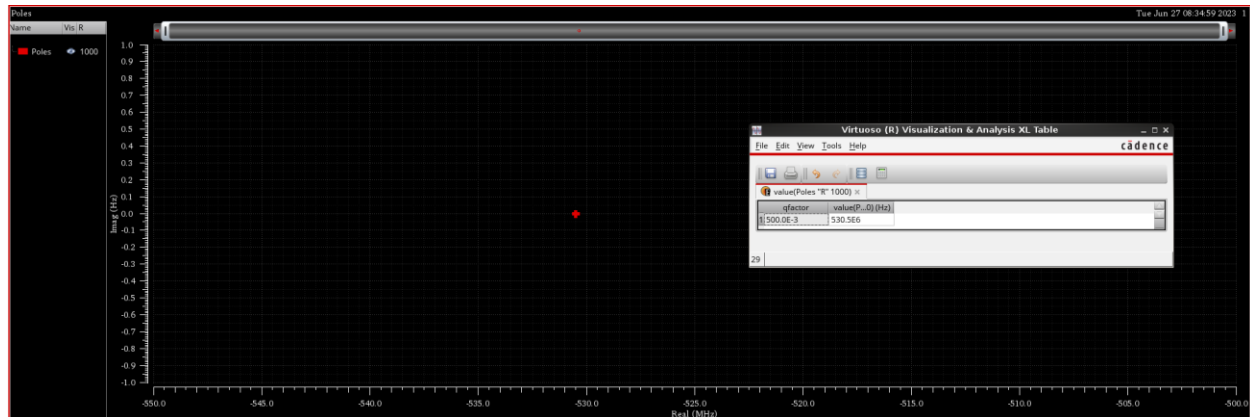 Poles
Tue Jun 27 08:34:59 2023 1
Name Vis R
Poles 1000
1.0
0.9
0.8
0.7
0.6
0.5
0.4
0.3
0.2
0.1
0.0
-0.1
-0.2
-0.3
-0.4
-0.5
-0.6
-0.7
-0.8
-0.9
-1.0
Imag (Hz)
-550.0 -545.0 -540.0 -535.0 -530.0 -525.0 -520.0 -515.0 -510.0 -505.0 -500.0
Real (MHz)
Virtuoso (R) Visualization & Analysis XL Table
File Edit View Tools Help
cādence
value(Poles "R" 1000)
qfactor value(P...0) (Hz)
1 500.0E-3 530.5E6
29